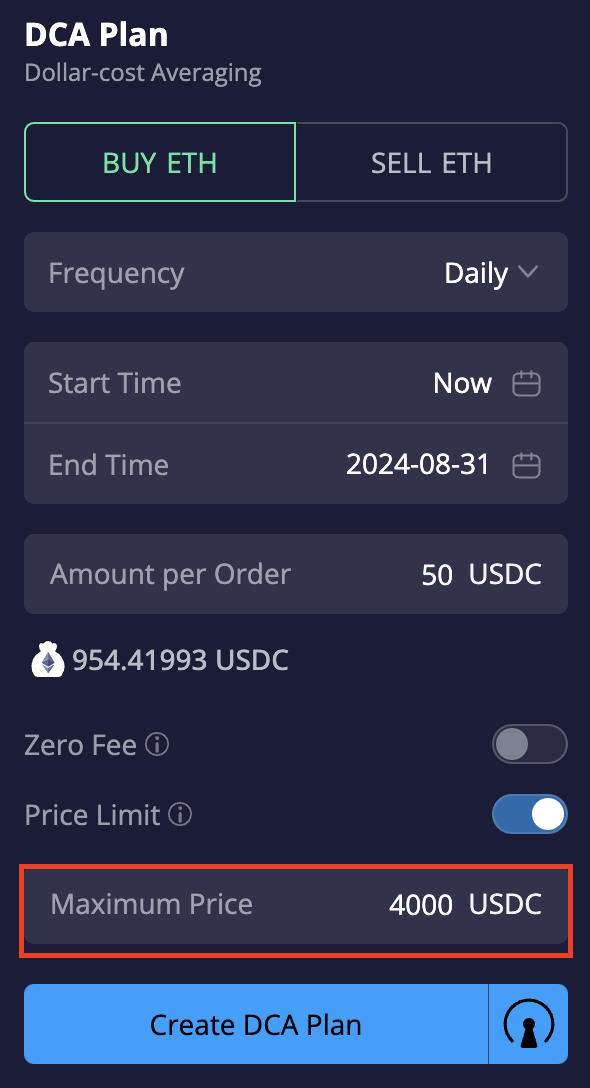 DCA Plan
Dollar-cost Averaging
BUY ETH SELL ETH
Frequency Daily
Start Time Now
End Time 2024-08-31
Amount per Order 50 USDC
954.41993 USDC
Zero Fee
Price Limit
Maximum Price 4000 USDC
Create DCA Plan